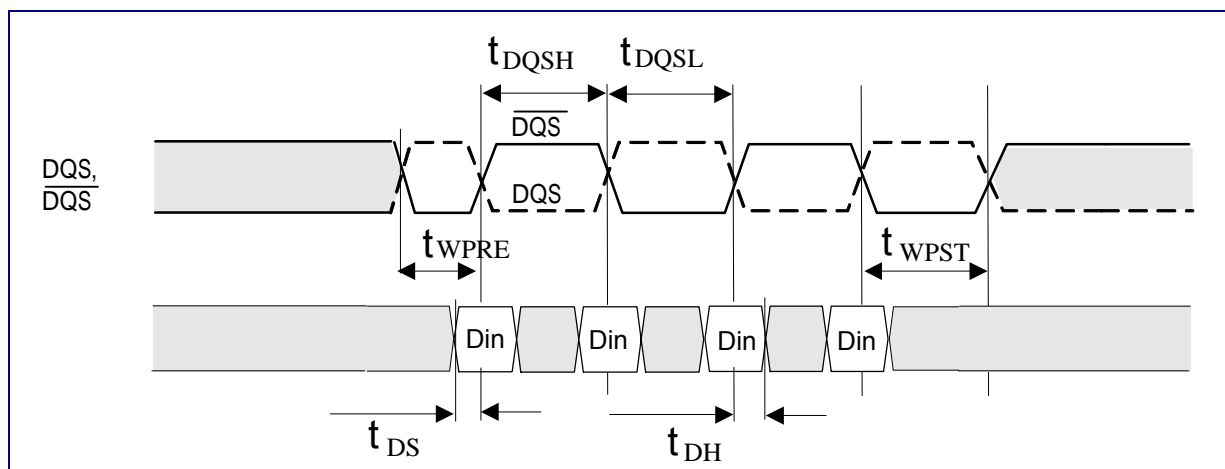 tDQSH tDQSL
DQS
DQS,
DQS
DQS
tWPRE
tWPST
Din Din Din Din
tDS
tDH